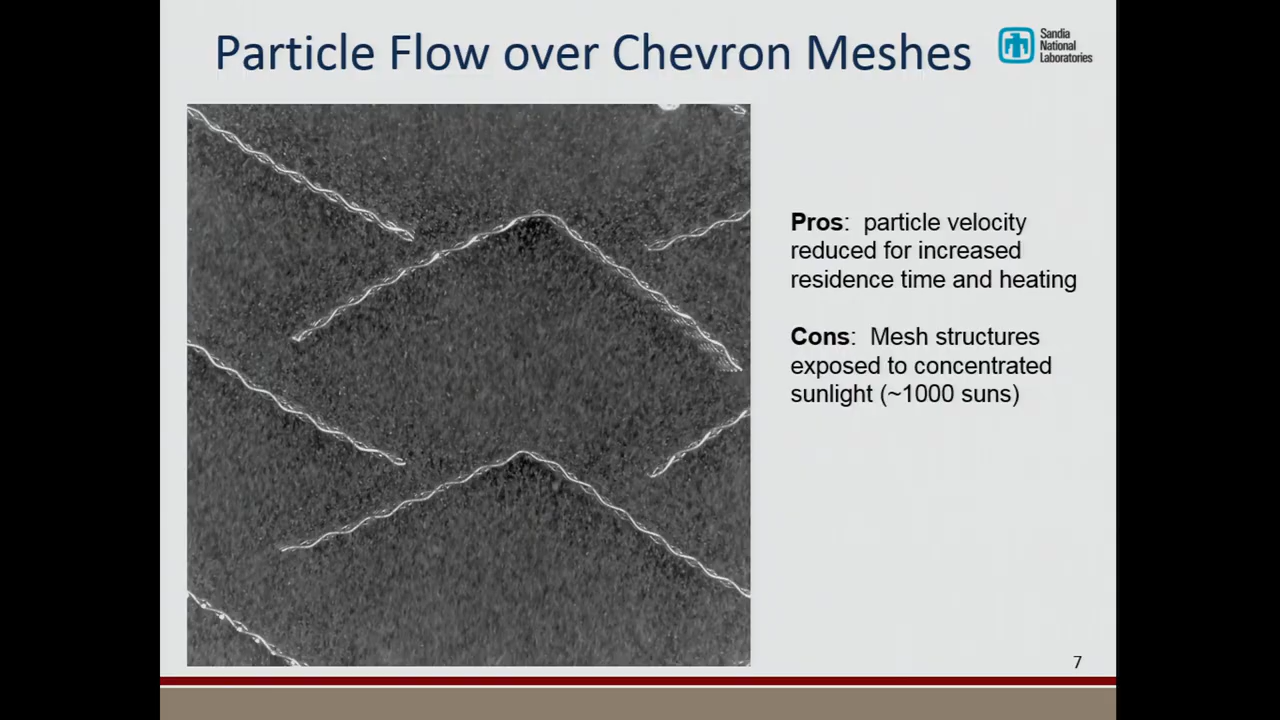 Particle Flow over Chevron Meshes
Sandia
National
Laboratories
Pros: particle velocity
reduced for increased
residence time and heating
Cons: Mesh structures
exposed to concentrated
sunlight (~1000 suns)
7